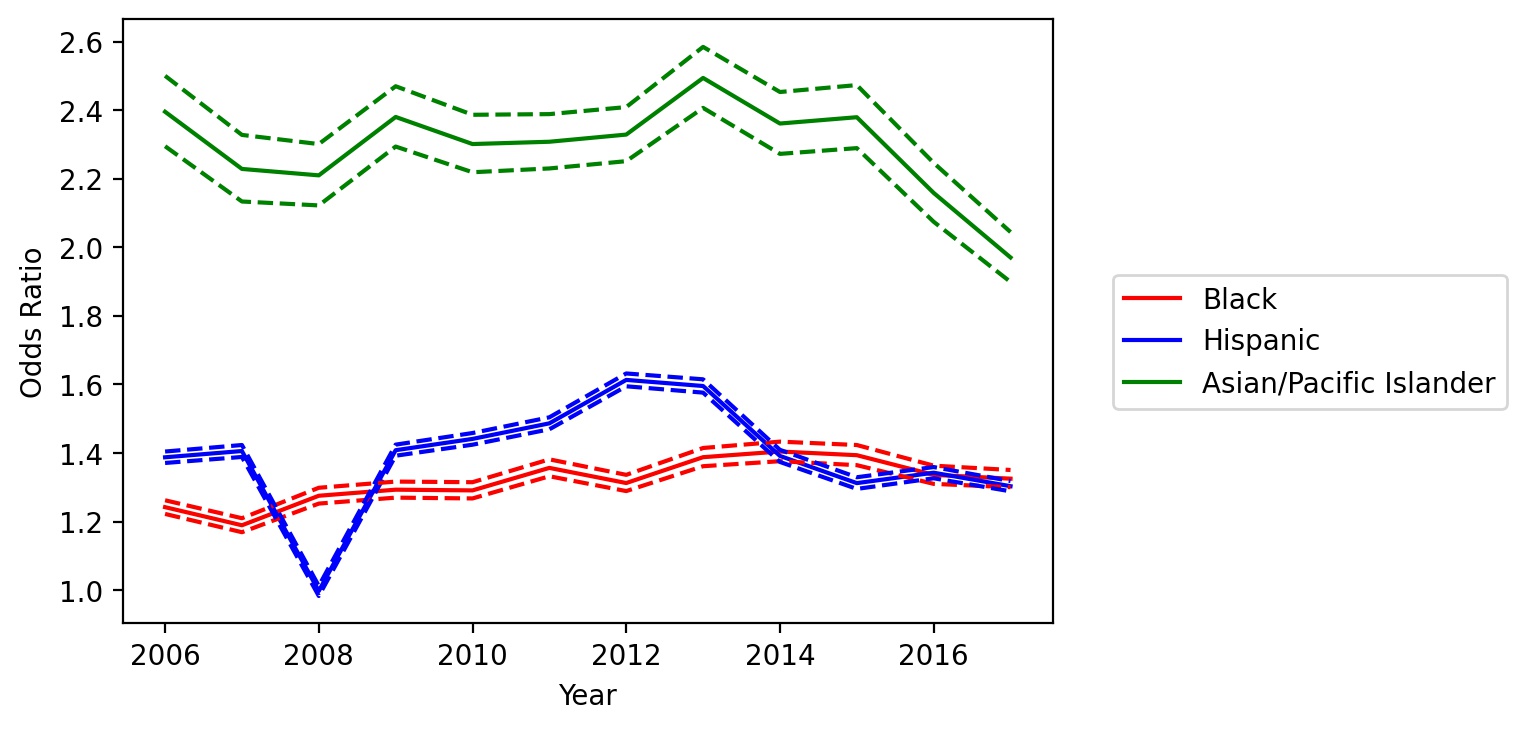 2.6
2.4
2.2
2.0
1.8
1.6
1.4
1.2
1.0
Odds Ratio
2006 2008 2010 2012 2014 2016
Year
Black
Hispanic
Asian/Pacific Islander